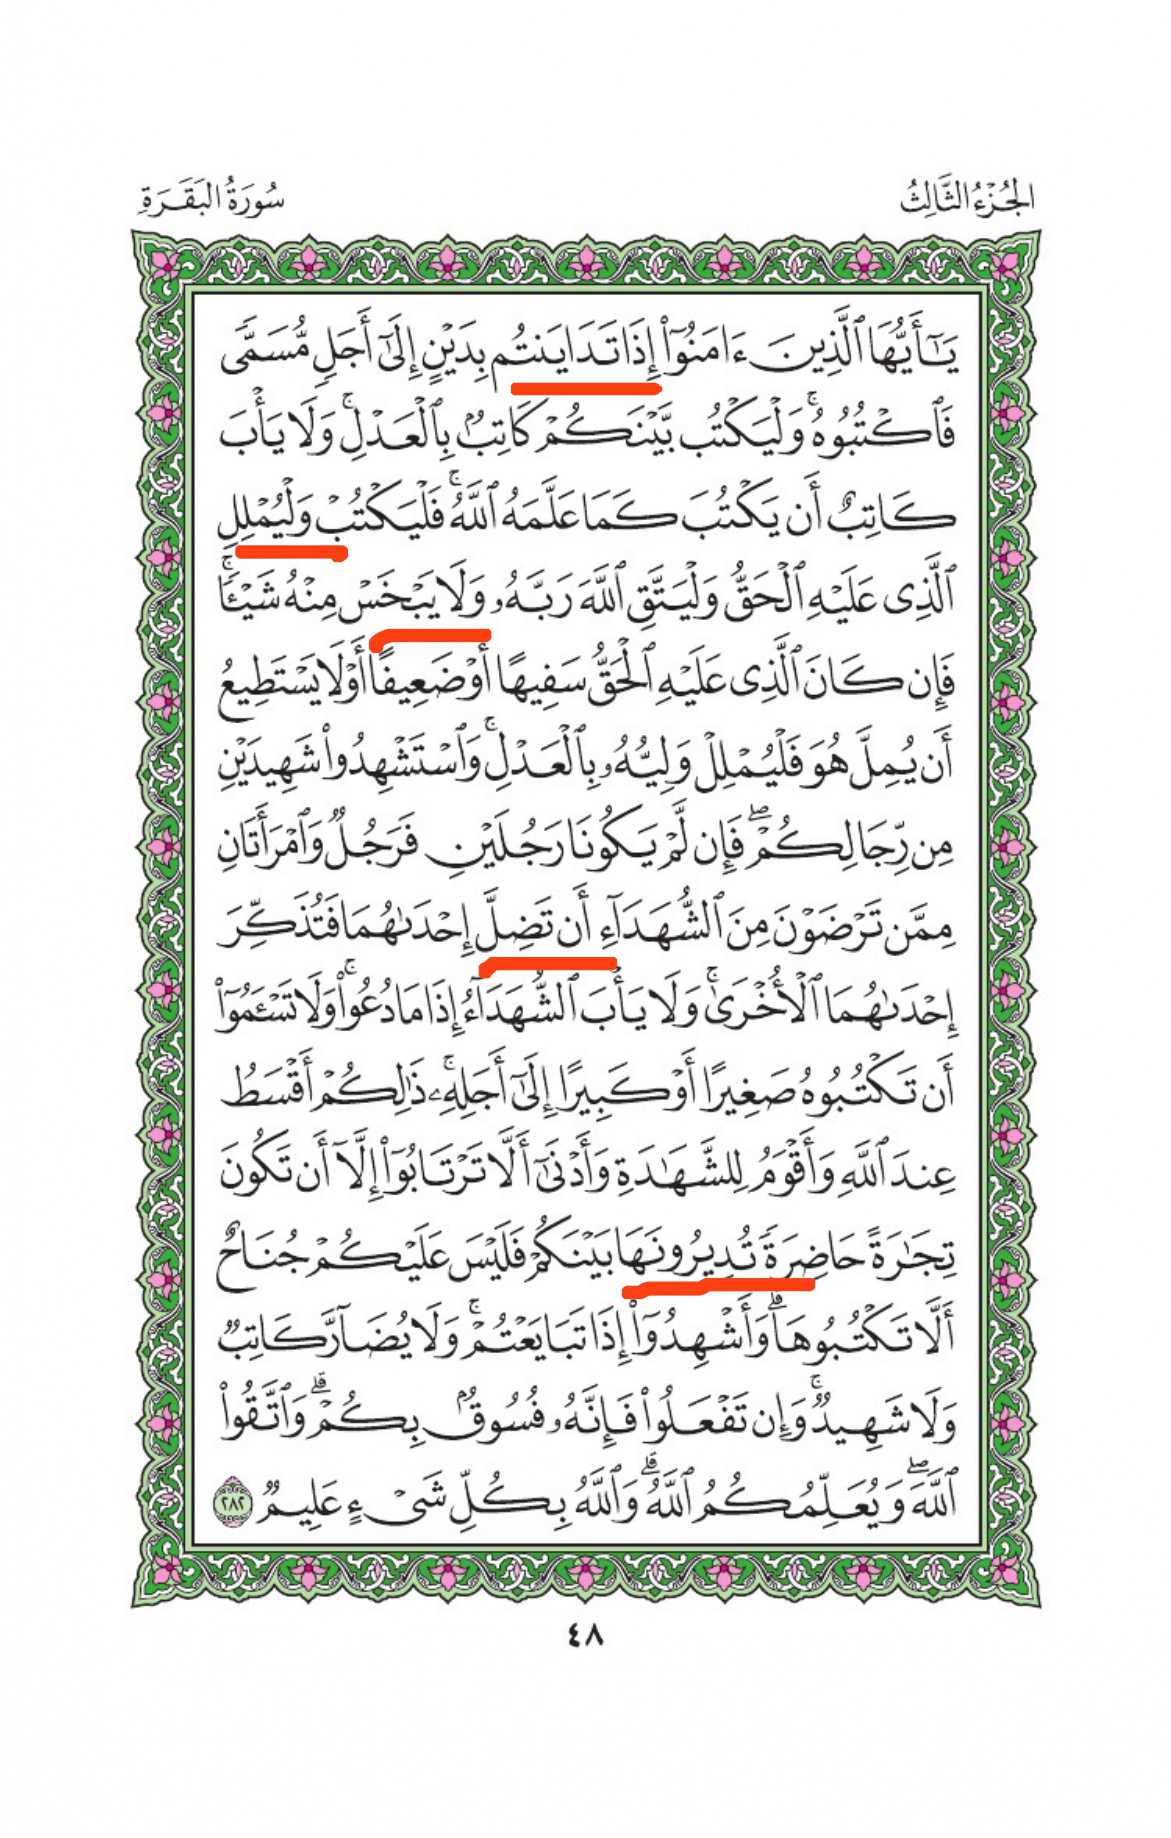 الجُزْءُ الثَّالِثُ
سُورَةُ البَقَرَةِ
يَـٰٓأَيُّهَا ٱلَّذِينَ ءَامَنُوٓا۟ إِذَا تَدَايَنتُم بِدَيْنٍ إِلَىٰٓ أَجَلٍ مُّسَمًّى
فَٱكْتُبُوهُ ۚ وَلْيَكْتُب بَّيْنَكُمْ كَاتِبٌۢ بِٱلْعَدْلِ ۚ وَلَا يَأْبَ
كَاتِبٌ أَن يَكْتُبَ كَمَا عَلَّمَهُ ٱللَّهُ ۚ فَلْيَكْتُبْ وَلْيُمْلِلِ
ٱلَّذِى عَلَيْهِ ٱلْحَقُّ وَلْيَتَّقِ ٱللَّهَ رَبَّهُۥ وَلَا يَبْخَسْ مِنْهُ شَيْـًٔا ۚ
فَإِن كَانَ ٱلَّذِى عَلَيْهِ ٱلْحَقُّ سَفِيهًا أَوْ ضَعِيفًا أَوْ لَا يَسْتَطِيعُ
أَن يُمِلَّ هُوَ فَلْيُمْلِلْ وَلِيُّهُۥ بِٱلْعَدْلِ ۚ وَٱسْتَشْهِدُوا۟ شَهِيدَيْنِ
مِن رِّجَالِكُمْ ۖ فَإِن لَّمْ يَكُونَا رَجُلَيْنِ فَرَجُلٌ وَٱمْرَأَتَانِ
مِمَّن تَرْضَوْنَ مِنَ ٱلشُّهَدَآءِ أَن تَضِلَّ إِحْدَىٰهُمَا فَتُذَكِّرَ
إِحْدَىٰهُمَا ٱلْأُخْرَىٰ ۚ وَلَا يَأْبَ ٱلشُّهَدَآءُ إِذَا مَا دُعُوا۟ ۚ وَلَا تَسْـَٔمُوٓا۟
أَن تَكْتُبُوهُ صَغِيرًا أَوْ كَبِيرًا إِلَىٰٓ أَجَلِهِۦ ۚ ذَٰلِكُمْ أَقْسَطُ
عِندَ ٱللَّهِ وَأَقْوَمُ لِلشَّهَـٰدَةِ وَأَدْنَىٰٓ أَلَّا تَرْتَابُوٓا۟ إِلَّآ أَن تَكُونَ
تِجَـٰرَةً حَاضِرَةً تُدِيرُونَهَا بَيْنَكُمْ فَلَيْسَ عَلَيْكُمْ جُنَاحٌ
أَلَّا تَكْتُبُوهَا ۗ وَأَشْهِدُوٓا۟ إِذَا تَبَايَعْتُمْ ۚ وَلَا يُضَآرَّ كَاتِبٌ
وَلَا شَهِيدٌ ۚ وَإِن تَفْعَلُوا۟ فَإِنَّهُۥ فُسُوقٌۢ بِكُمْ ۗ وَٱتَّقُوا۟
ٱللَّهَ ۖ وَيُعَلِّمُكُمُ ٱللَّهُ ۗ وَٱللَّهُ بِكُلِّ شَىْءٍ عَلِيمٌ ٢٨٢
٤٨